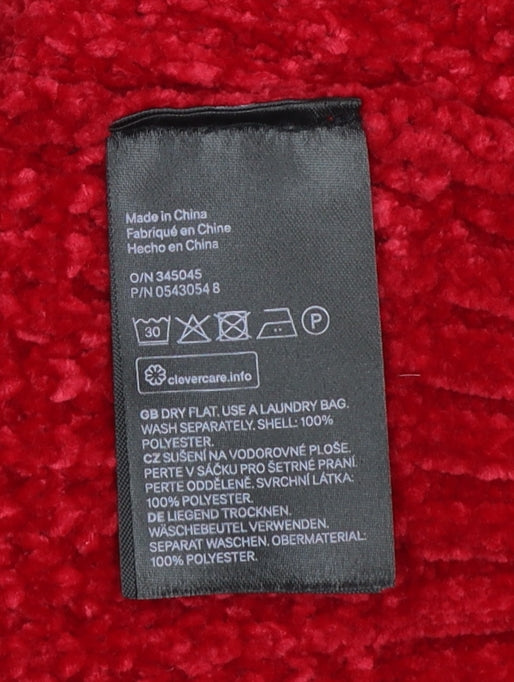 Made in China
Fabriqué en Chine
Hecho en China
O/N 345045
P/N 0543054 8
30 P
clevercare.info
GB DRY FLAT. USE A LAUNDRY BAG.
WASH SEPARATELY. SHELL: 100%
POLYESTER.
CZ SUŠENÍ NA VODOROVNÉ PLOŠE.
PERTE V SÁČKU PRO ŠETRNÉ PRANÍ.
PERTE ODDĚLENĚ. SVRCHNÍ LÁTKA:
100% POLYESTER.
DE LIEGEND TROCKNEN.
WÄSCHEBEUTEL VERWENDEN.
SEPARAT WASCHEN. OBERMATERIAL:
100% POLYESTER.